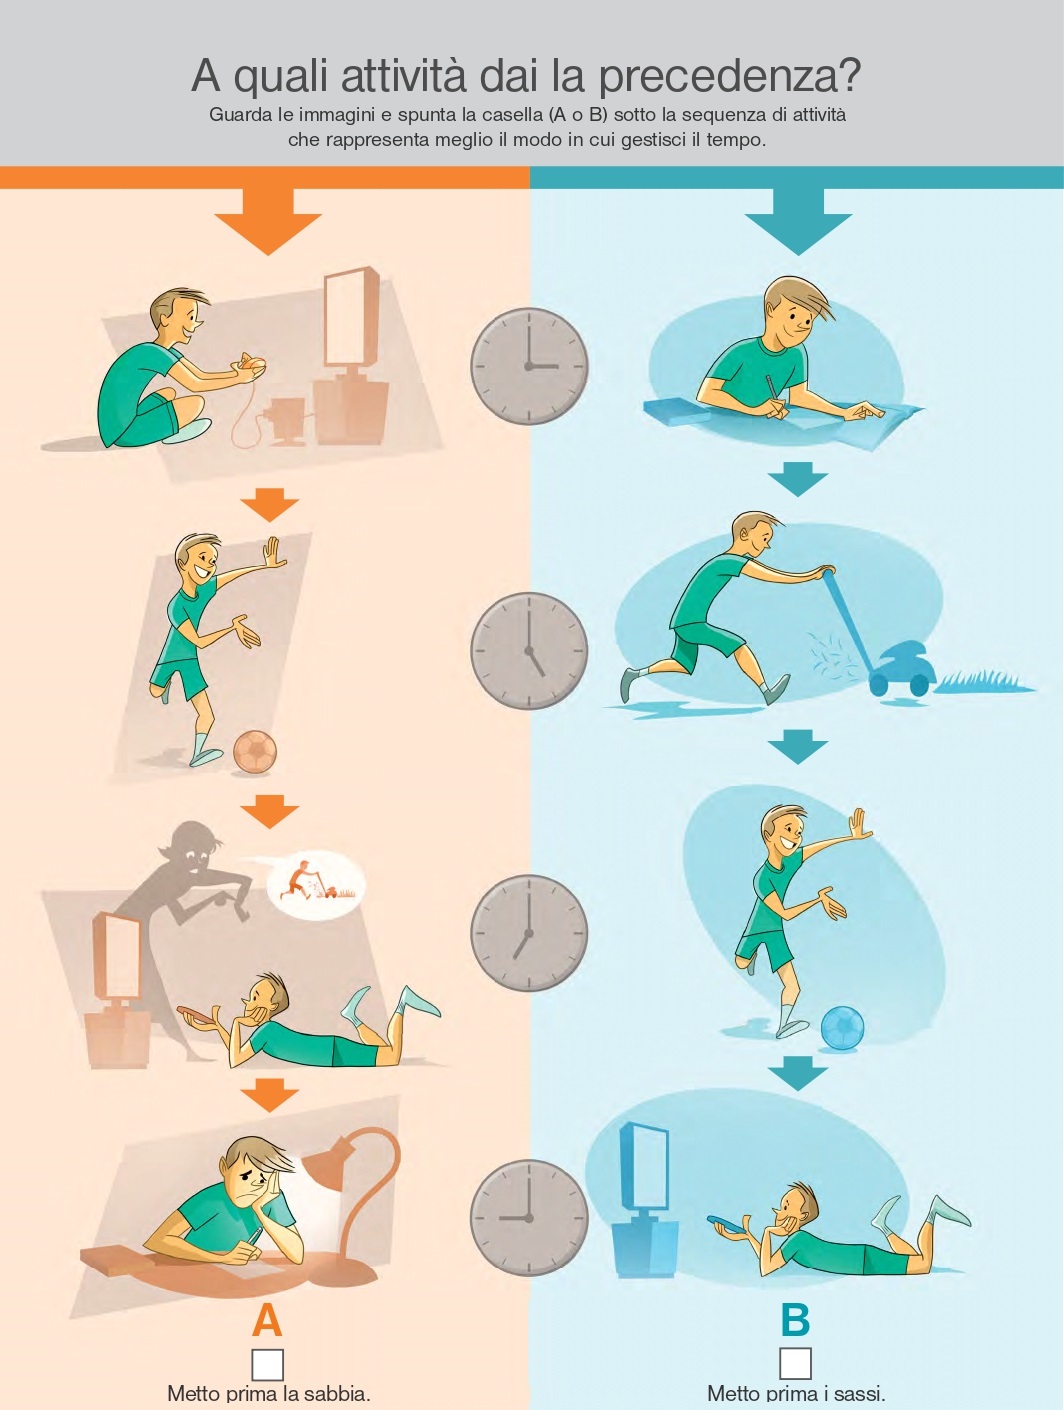 A quali attività dai la precedenza?
Guarda le immagini e spunta la casella (A o B) sotto la sequenza di attività
che rappresenta meglio il modo in cui gestisci il tempo.
A
B
Metto prima la sabbia.
Metto prima i sassi.